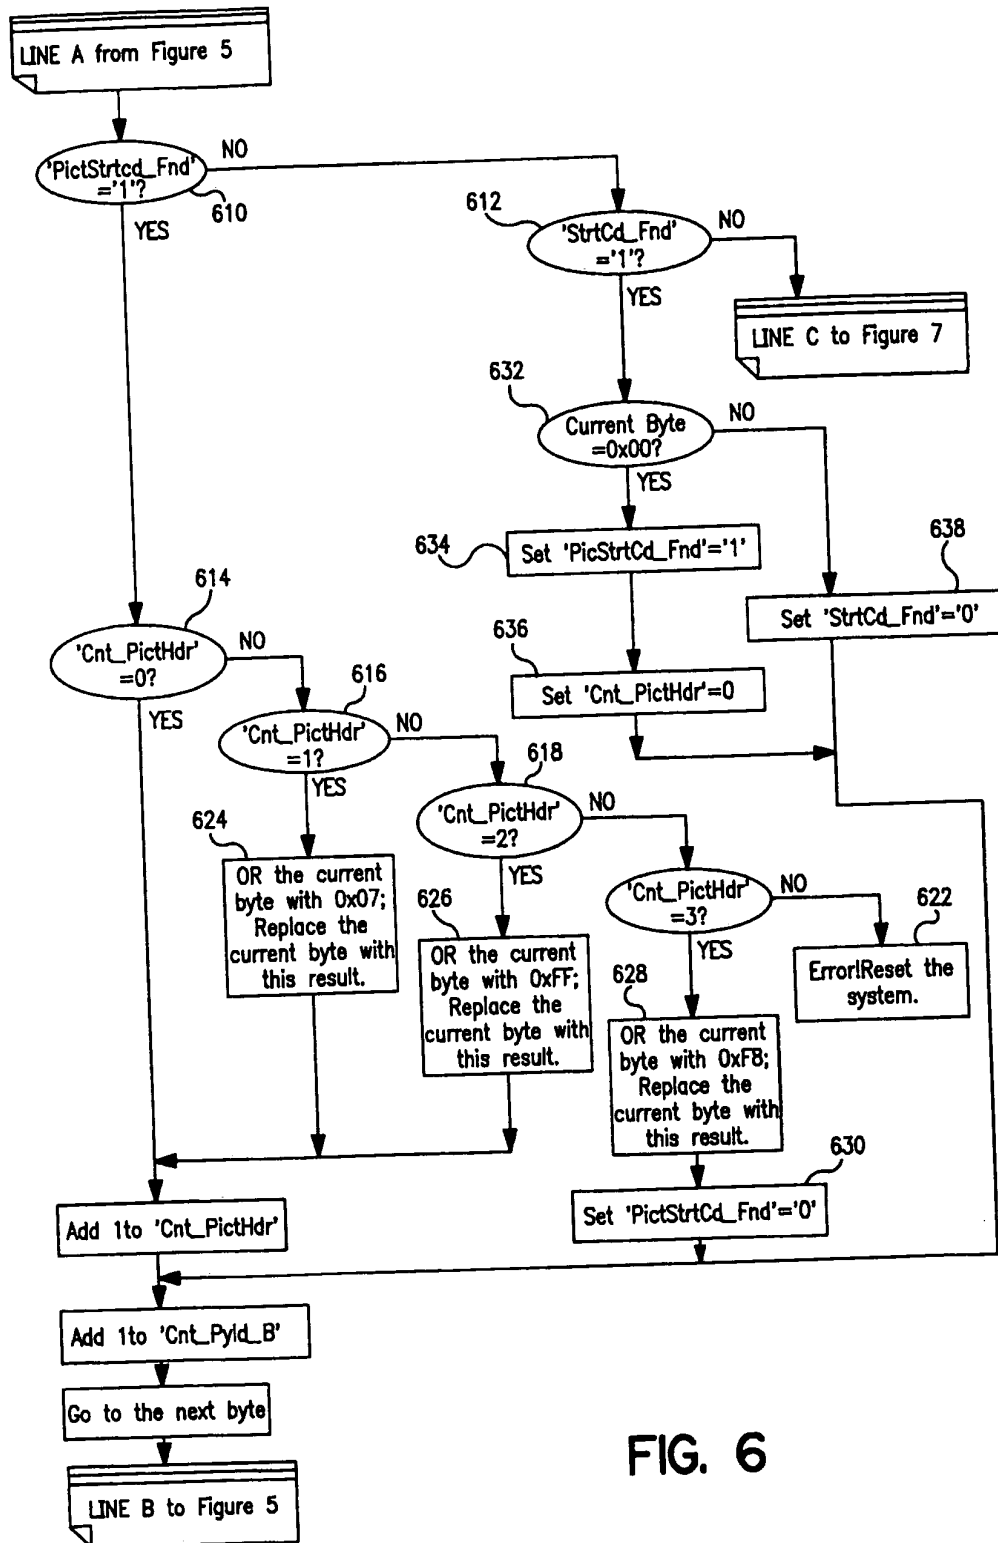 LINE A from Figure 5
'PictStrtcd_Fnd'
='1'?
NO
610
YES
612
'StrtCd_Fnd'
='1'?
NO
YES
LINE C to Figure 7
632
Current Byte
=0x00?
NO
YES
634
Set 'PicStrtCd_Fnd'='1'
638
Set 'StrtCd_Fnd'='0'
636
Set 'Cnt_PictHdr'=0
614
'Cnt_PictHdr'
=0?
NO
YES
616
'Cnt_PictHdr'
=1?
NO
YES
618
'Cnt_PictHdr'
=2?
NO
YES
624
OR the current
byte with 0x07;
Replace the
current byte with
this result.
626
OR the current
byte with 0xFF;
Replace the
current byte with
this result.
'Cnt_PictHdr'
=3?
NO
YES
622
Error!Reset the
system.
628
OR the current
byte with 0xF8;
Replace the
current byte with
this result.
630
Set 'PictStrtCd_Fnd'='0'
Add 1to 'Cnt_PictHdr'
Add 1to 'Cnt_Pyld_B'
Go to the next byte
LINE B to Figure 5
FIG. 6